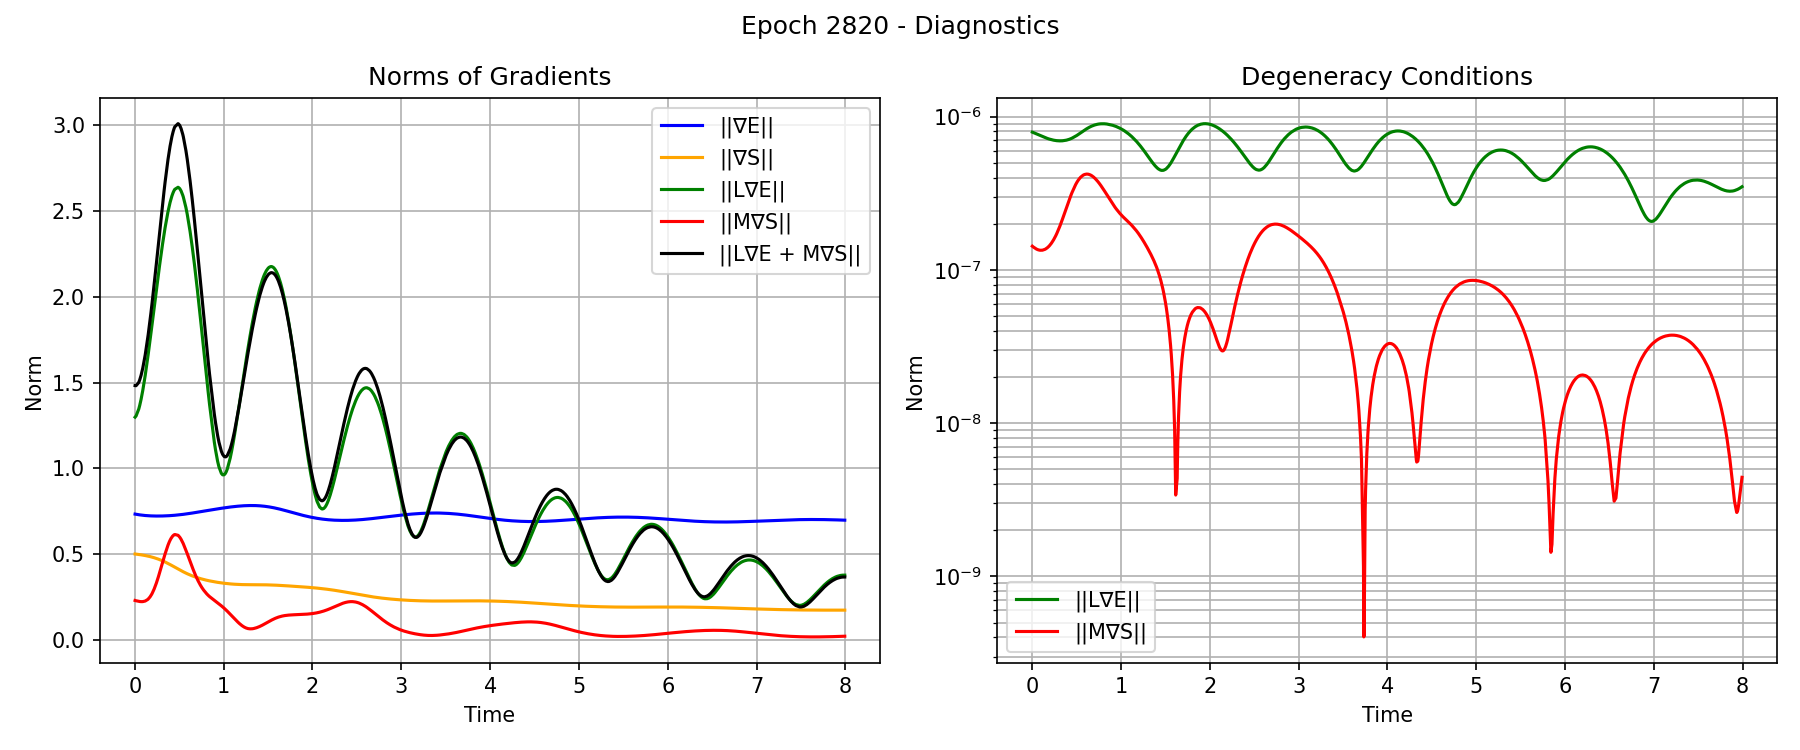 Epoch 2820 - Diagnostics
Norms of Gradients
Norm
3.0
2.5
2.0
1.5
1.0
0.5
0.0
||∇E||
||∇S||
||L∇E||
||M∇S||
||L∇E + M∇S||
0 1 2 3 4 5 6 7 8
Time
Degeneracy Conditions
Norm
10⁻⁶
10⁻⁷
10⁻⁸
10⁻⁹
||L∇E||
||M∇S||
0 1 2 3 4 5 6 7 8
Time